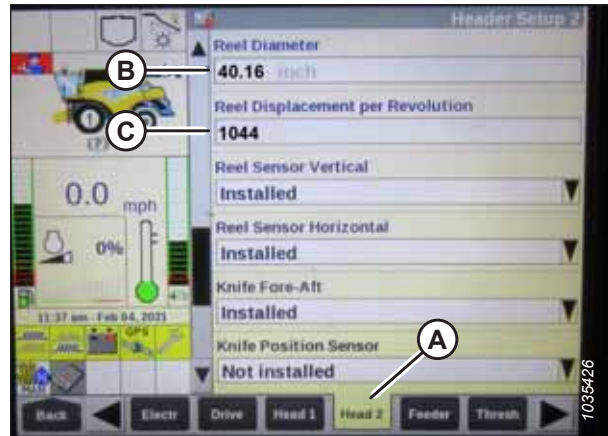 Header Setup 2
Reel Diameter
B
40.16 inch
Reel Displacement per Revolution
C
1044
Reel Sensor Vertical
Installed
0.0 mph
Reel Sensor Horizontal
Installed
0%
Knife Fore-Aft
Installed
11:37 am - Feb 04, 2021
GPS
Knife Position Sensor
A
Not installed
Back
Electr
Drive
Head 1
Head 2
Feeder
Thresh
1035426